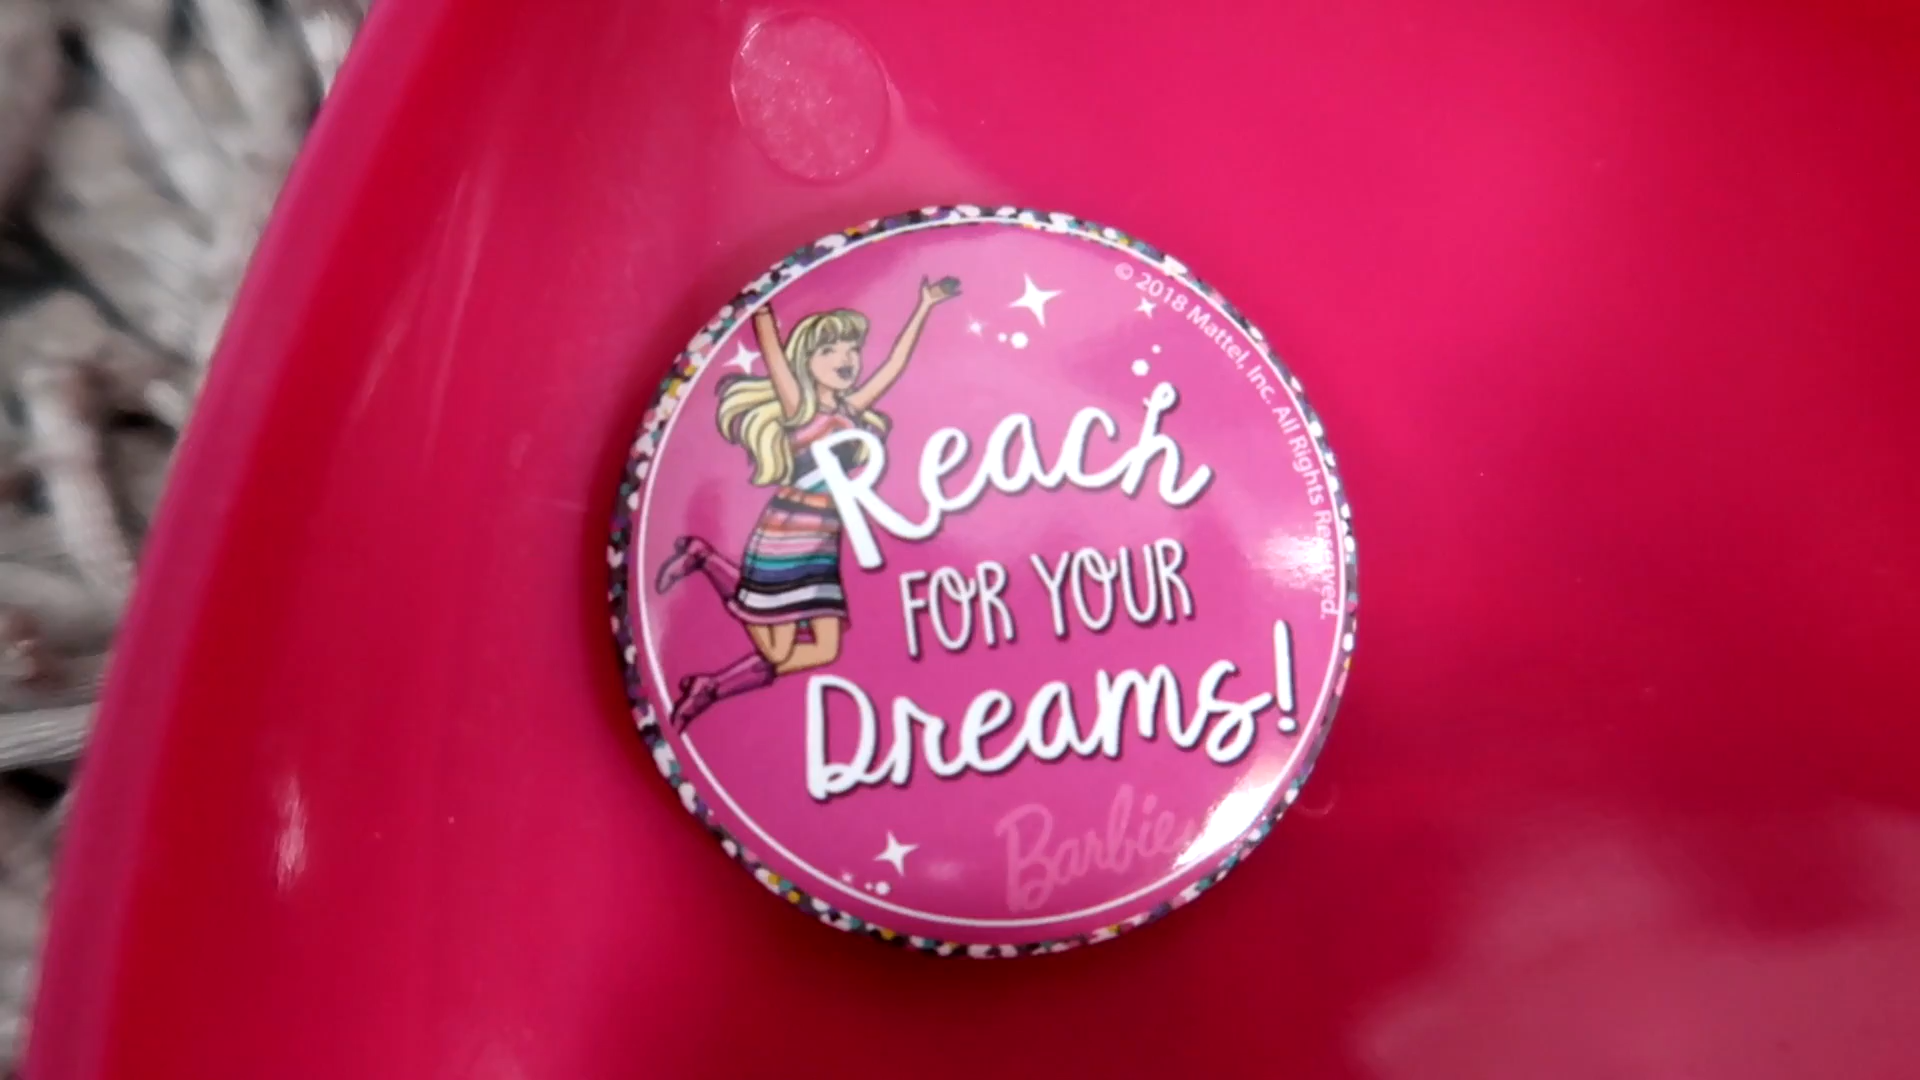 © 2018 Mattel, Inc. All Rights Reserved.
Reach
FOR YOUR
Dreams!
Barbie